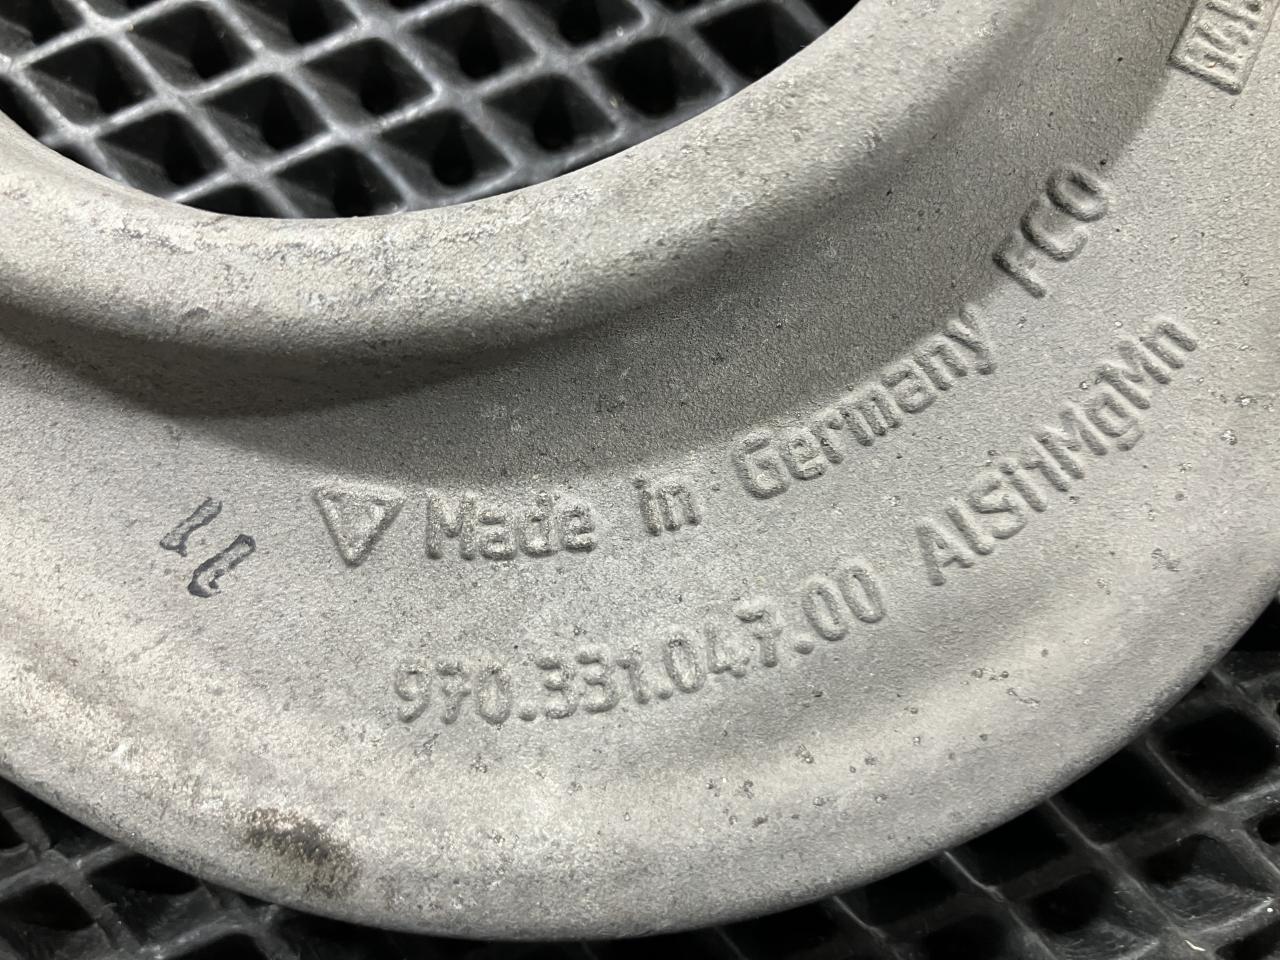 Made in Germany FCO
970.331.047.00 AlSi1MgMn